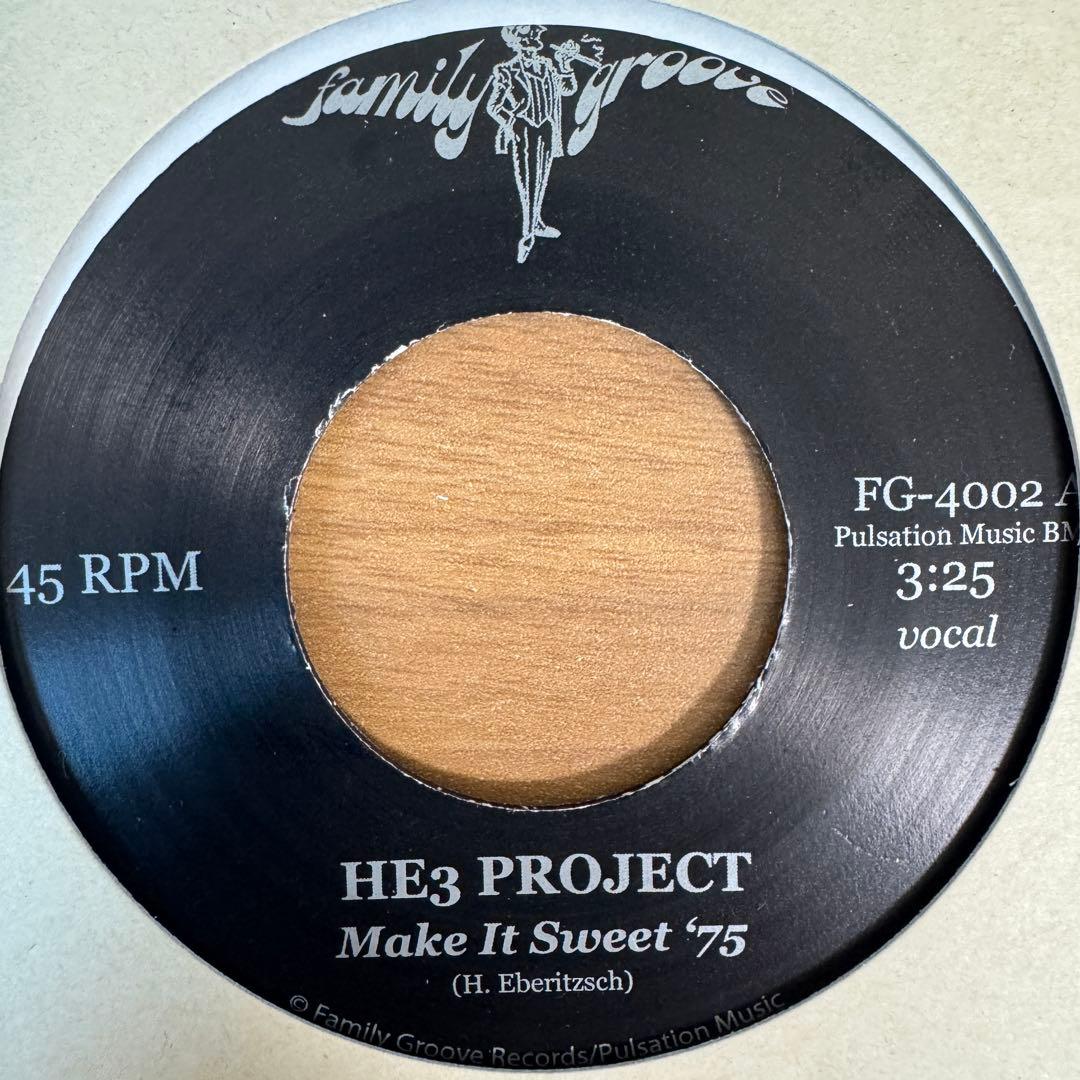 family groove
FG-4002 A
Pulsation Music
3:25
vocal
45 RPM
HE3 PROJECT
Make It Sweet ‘75
(H. Eberitzsch)
© Family Groove Records/Pulsation Music